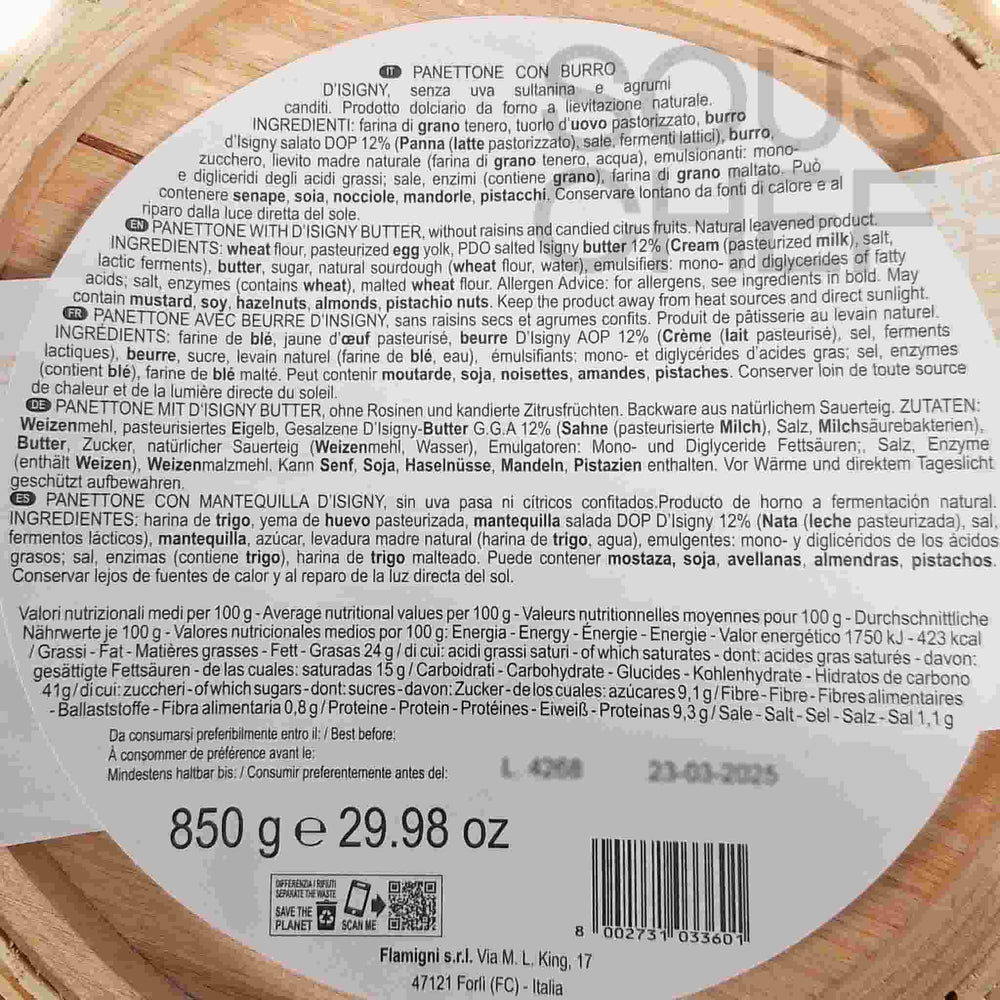 SOUS
CHEF
IT PANETTONE CON BURRO
D'ISIGNY, senza uva sultanina e agrumi
canditi. Prodotto dolciario da forno a lievitazione naturale.
INGREDIENTI: farina di grano tenero, tuorlo d'uovo pastorizzato, burro
d'Isigny salato DOP 12% (Panna (latte pastorizzato), sale, fermenti lattici), burro,
zucchero, lievito madre naturale (farina di grano tenero, acqua), emulsionanti: mono-
e digliceridi degli acidi grassi; sale, enzimi (contiene grano), farina di grano maltato. Può
contenere senape, soia, nocciole, mandorle, pistacchi. Conservare lontano da fonti di calore e al
riparo dalla luce diretta del sole.
EN PANETTONE WITH D'ISIGNY BUTTER, without raisins and candied citrus fruits. Natural leavened product.
INGREDIENTS: wheat flour, pasteurized egg yolk, PDO salted Isigny butter 12% (Cream (pasteurized milk), salt,
lactic ferments), butter, sugar, natural sourdough (wheat flour, water), emulsifiers: mono- and diglycerides of fatty
acids; salt, enzymes (contains wheat), malted wheat flour. Allergen Advice: for allergens, see ingredients in bold. May
contain mustard, soy, hazelnuts, almonds, pistachio nuts. Keep the product away from heat sources and direct sunlight.
FR PANETTONE AVEC BEURRE D'INSIGNY, sans raisins secs et agrumes confits. Produit de pâtisserie au levain naturel.
INGRÉDIENTS: farine de blé, jaune d'œuf pasteurisé, beurre D'Isigny AOP 12% (Crème (lait pasteurisé), sel, ferments
lactiques), beurre, sucre, levain naturel (farine de blé, eau), émulsifiants: mono- et diglycérides d'acides gras; sel, enzymes
(contient blé), farine de blé malté. Peut contenir moutarde, soja, noisettes, amandes, pistaches. Conserver loin de toute source
de chaleur et de la lumière directe du soleil.
DE PANETTONE MIT D'ISIGNY BUTTER, ohne Rosinen und kandierte Zitrusfrüchten. Backware aus natürlichem Sauerteig. ZUTATEN:
Weizenmehl, pasteurisiertes Eigelb, Gesalzene D'Isigny-Butter G.G.A 12% (Sahne (pasteurisierte Milch), Salz, Milchsäurebakterien),
Butter, Zucker, natürlicher Sauerteig (Weizenmehl, Wasser), Emulgatoren: Mono- und Diglyceride Fettsäuren;, Salz, Enzyme
(enthält Weizen), Weizenmalzmehl. Kann Senf, Soja, Haselnüsse, Mandeln, Pistazien enthalten. Vor Wärme und direktem Tageslicht
geschützt aufbewahren.
ES PANETTONE CON MANTEQUILLA D'ISIGNY, sin uva pasa ni cítricos confitados.Producto de horno a fermentación natural.
INGREDIENTES: harina de trigo, yema de huevo pasteurizada, mantequilla salada DOP D'Isigny 12% (Nata (leche pasteurizada), sal,
fermentos lácticos), mantequilla, azúcar, levadura madre natural (harina de trigo, agua), emulgentes: mono- y diglicéridos de los ácidos
grasos; sal, enzimas (contiene trigo), harina de trigo malteado. Puede contener mostaza, soja, avellanas, almendras, pistachos.
Conservar lejos de fuentes de calor y al reparo de la luz directa del sol.
Valori nutrizionali medi per 100 g - Average nutritional values per 100 g - Valeurs nutritionnelles moyennes pour 100 g - Durchschnittliche
Nährwerte je 100 g - Valores nutricionales medios por 100 g: Energia - Energy - Énergie - Energie - Valor energético 1750 kJ - 423 kcal
/ Grassi - Fat - Matières grasses - Fett - Grasas 24 g / di cui: acidi grassi saturi - of which saturates - dont: acides gras saturés - davon:
gesättigte Fettsäuren - de las cuales: saturadas 15 g / Carboidrati - Carbohydrate - Glucides - Kohlenhydrate - Hidratos de carbono
41 g / di cui: zuccheri - of which sugars - dont: sucres - davon: Zucker - de los cuales: azúcares 9,1 g / Fibre - Fibre - Fibres alimentaires
- Ballaststoffe - Fibra alimentaria 0,8 g / Proteine - Protein - Protéines - Eiweiß - Proteinas 9,3 g / Sale - Salt - Sel - Salz - Sal 1,1 g
Da consumarsi preferibilmente entro il: / Best before:
À consommer de préférence avant le:
Mindestens haltbar bis: / Consumir preferentemente antes del:
L 4268 23-03-2025
850 g e 29.98 oz
DIFFERENZIA I RIFIUTI
SEPARATE THE WASTE
SAVE THE
PLANET
SCAN ME
8 002731 033601
Flamigni s.r.l. Via M. L. King, 17
47121 Forlì (FC) - Italia